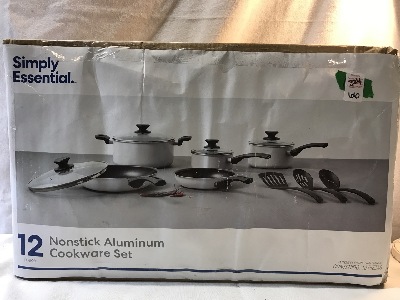 Simply
Essential
12
Nonstick Aluminum
Cookware Set